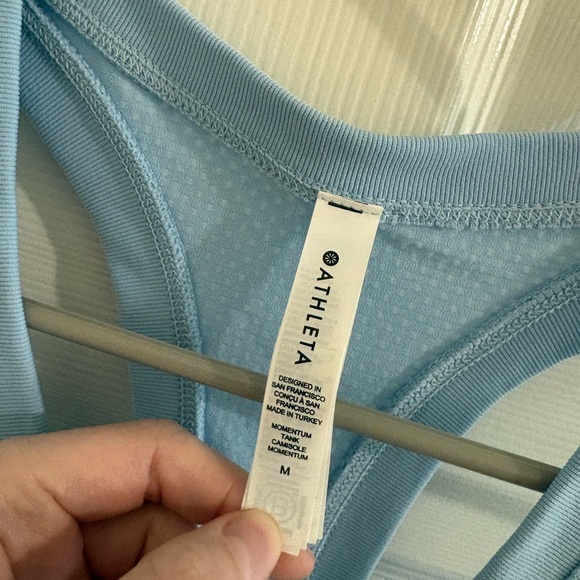 ATHLETA
DESIGNED IN
SAN FRANCISCO
CONÇU À SAN
FRANCISCO
MADE IN TURKEY
MOMENTUM
TANK
CAMISOLE
MOMENTUM
M